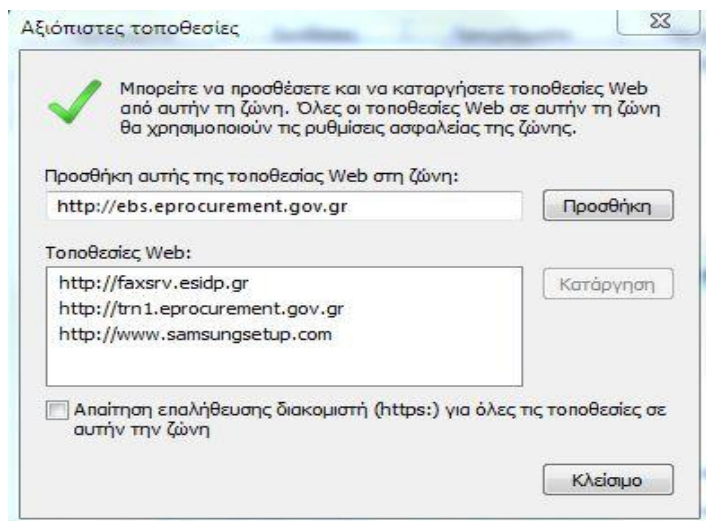 Αξιόπιστες τοποθεσίες
Μπορείτε να προσθέσετε και να καταργήσετε τοποθεσίες Web
από αυτήν τη ζώνη. Όλες οι τοποθεσίες Web σε αυτήν τη ζώνη
θα χρησιμοποιούν τις ρυθμίσεις ασφαλείας της ζώνης.
Προσθήκη αυτής της τοποθεσίας Web στη ζώνη:
http://ebs.eprocurement.gov.gr
Προσθήκη
Τοποθεσίες Web:
http://faxsrv.esidp.gr
Κατάργηση
http://trn1.eprocurement.gov.gr
http://www.samsungsetup.com
Απαίτηση επαλήθευσης διακομιστή (https:) για όλες τις τοποθεσίες σε
αυτήν την ζώνη
Κλείσιμο